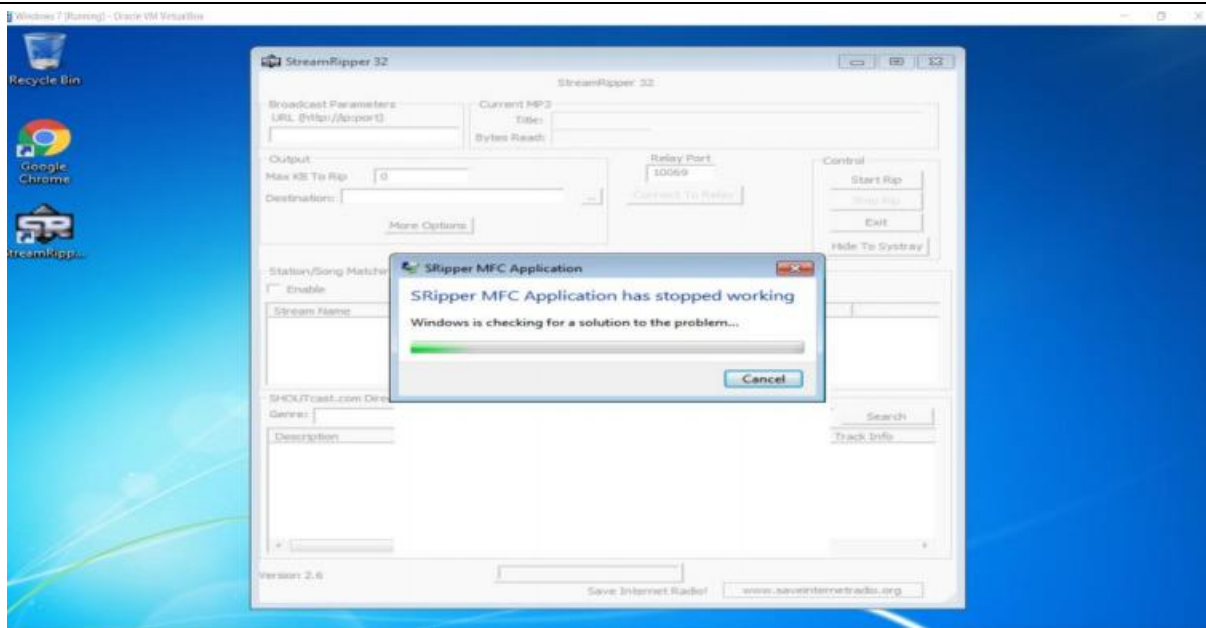 Windows 7 [Running] - Oracle VM VirtualBox
Recycle Bin
Google
Chrome
StreamRipp...
StreamRipper 32
StreamRipper 32
Broadcast Parameters
URL (http://ip:port)
Current MP3
Title:
Bytes Read:
Output
Max KB To Rip
0
Destination:
...
More Options
Relay Port
10069
Connect To Relay
Control
Start Rip
Stop Rip
Exit
Hide To Systray
SRipper MFC Application
SRipper MFC Application has stopped working
Windows is checking for a solution to the problem...
Cancel
Station/Song
Enable
Stream Name
SHOUTcast.com
Genre:
Search
Description
Track Info
Version 2.6
Save Internet Radio!
www.saveinternetradio.org